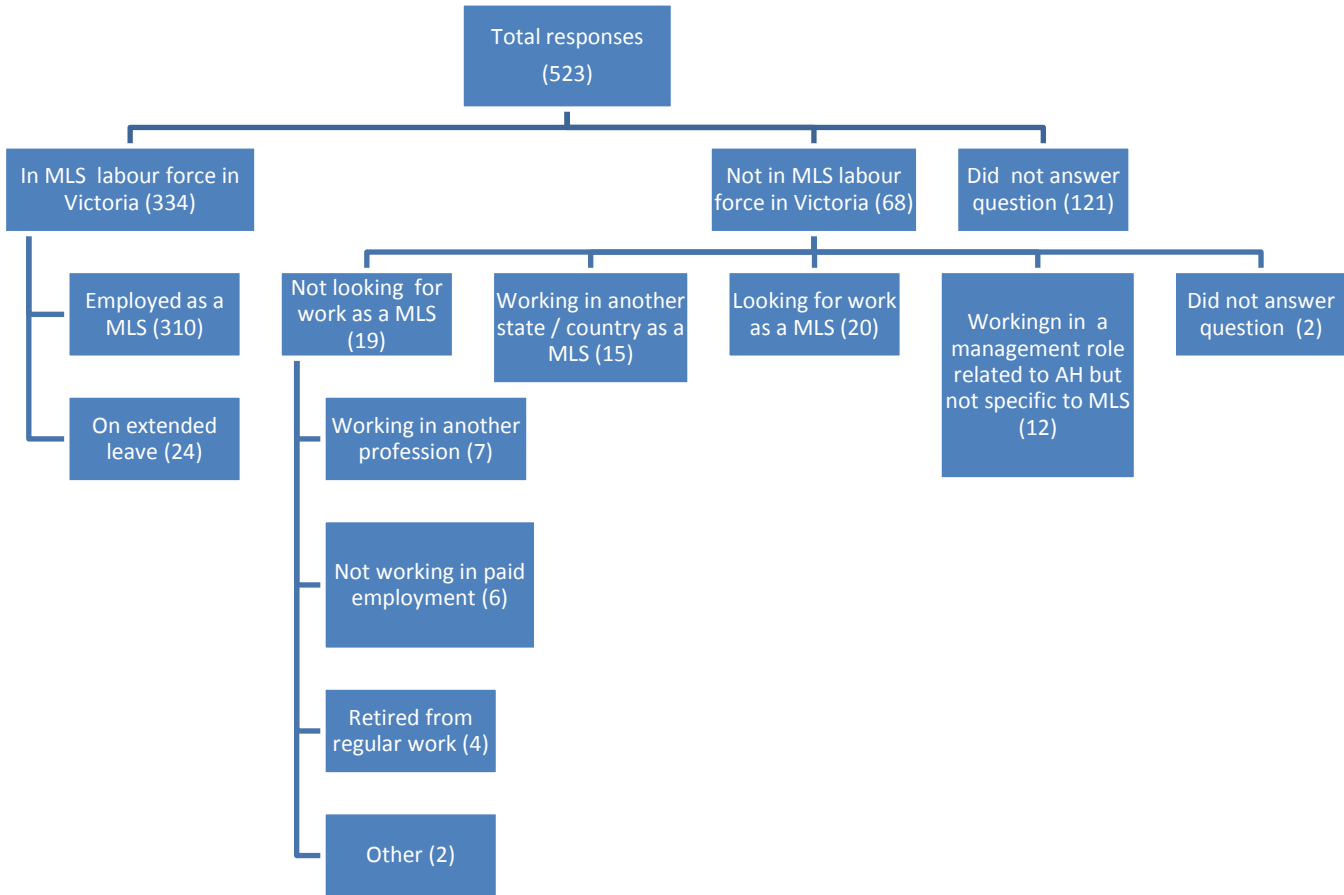 Total responses
(523)
In MLS labour force in
Victoria (334)
Not in MLS labour
force in Victoria (68)
Did not answer
question (121)
Employed as a
MLS (310)
On extended
leave (24)
Not looking for
work as a MLS
(19)
Working in another
state / country as a
MLS (15)
Looking for work
as a MLS (20)
Workingn in a
management role
related to AH but
not specific to MLS
(12)
Did not answer
question (2)
Working in another
profession (7)
Not working in paid
employment (6)
Retired from
regular work (4)
Other (2)